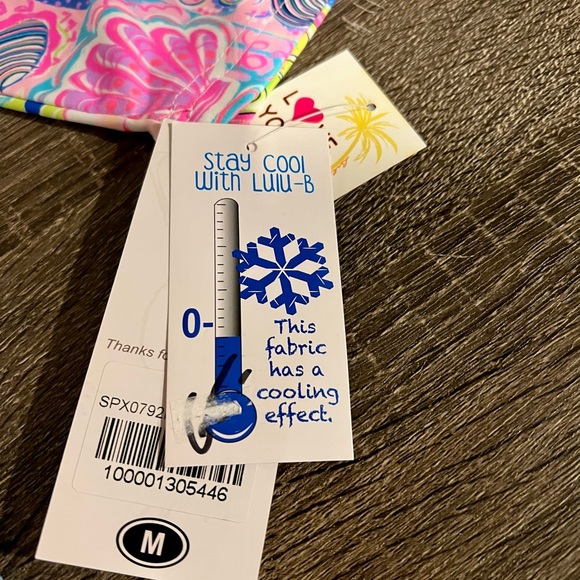 Stay Cool
With Lulu-B
0-
This
fabric
has a
cooling
effect.
Thanks fo
SPX0792
100001305446
M